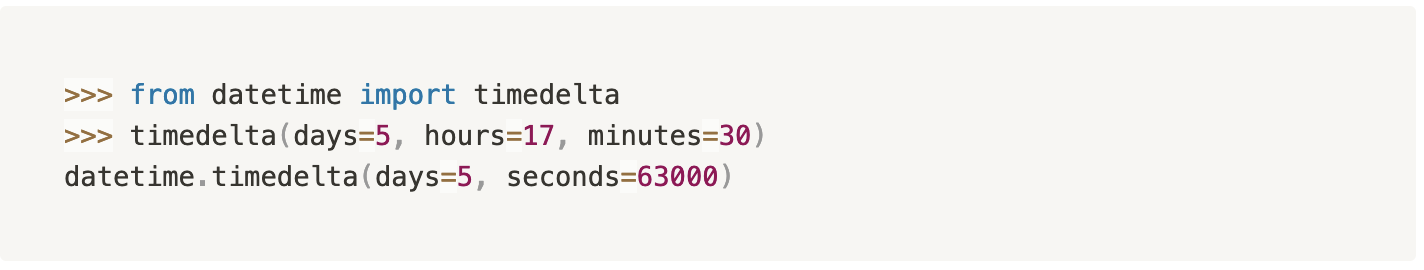 >>> from datetime import timedelta
>>> timedelta(days=5, hours=17, minutes=30)
datetime.timedelta(days=5, seconds=63000)